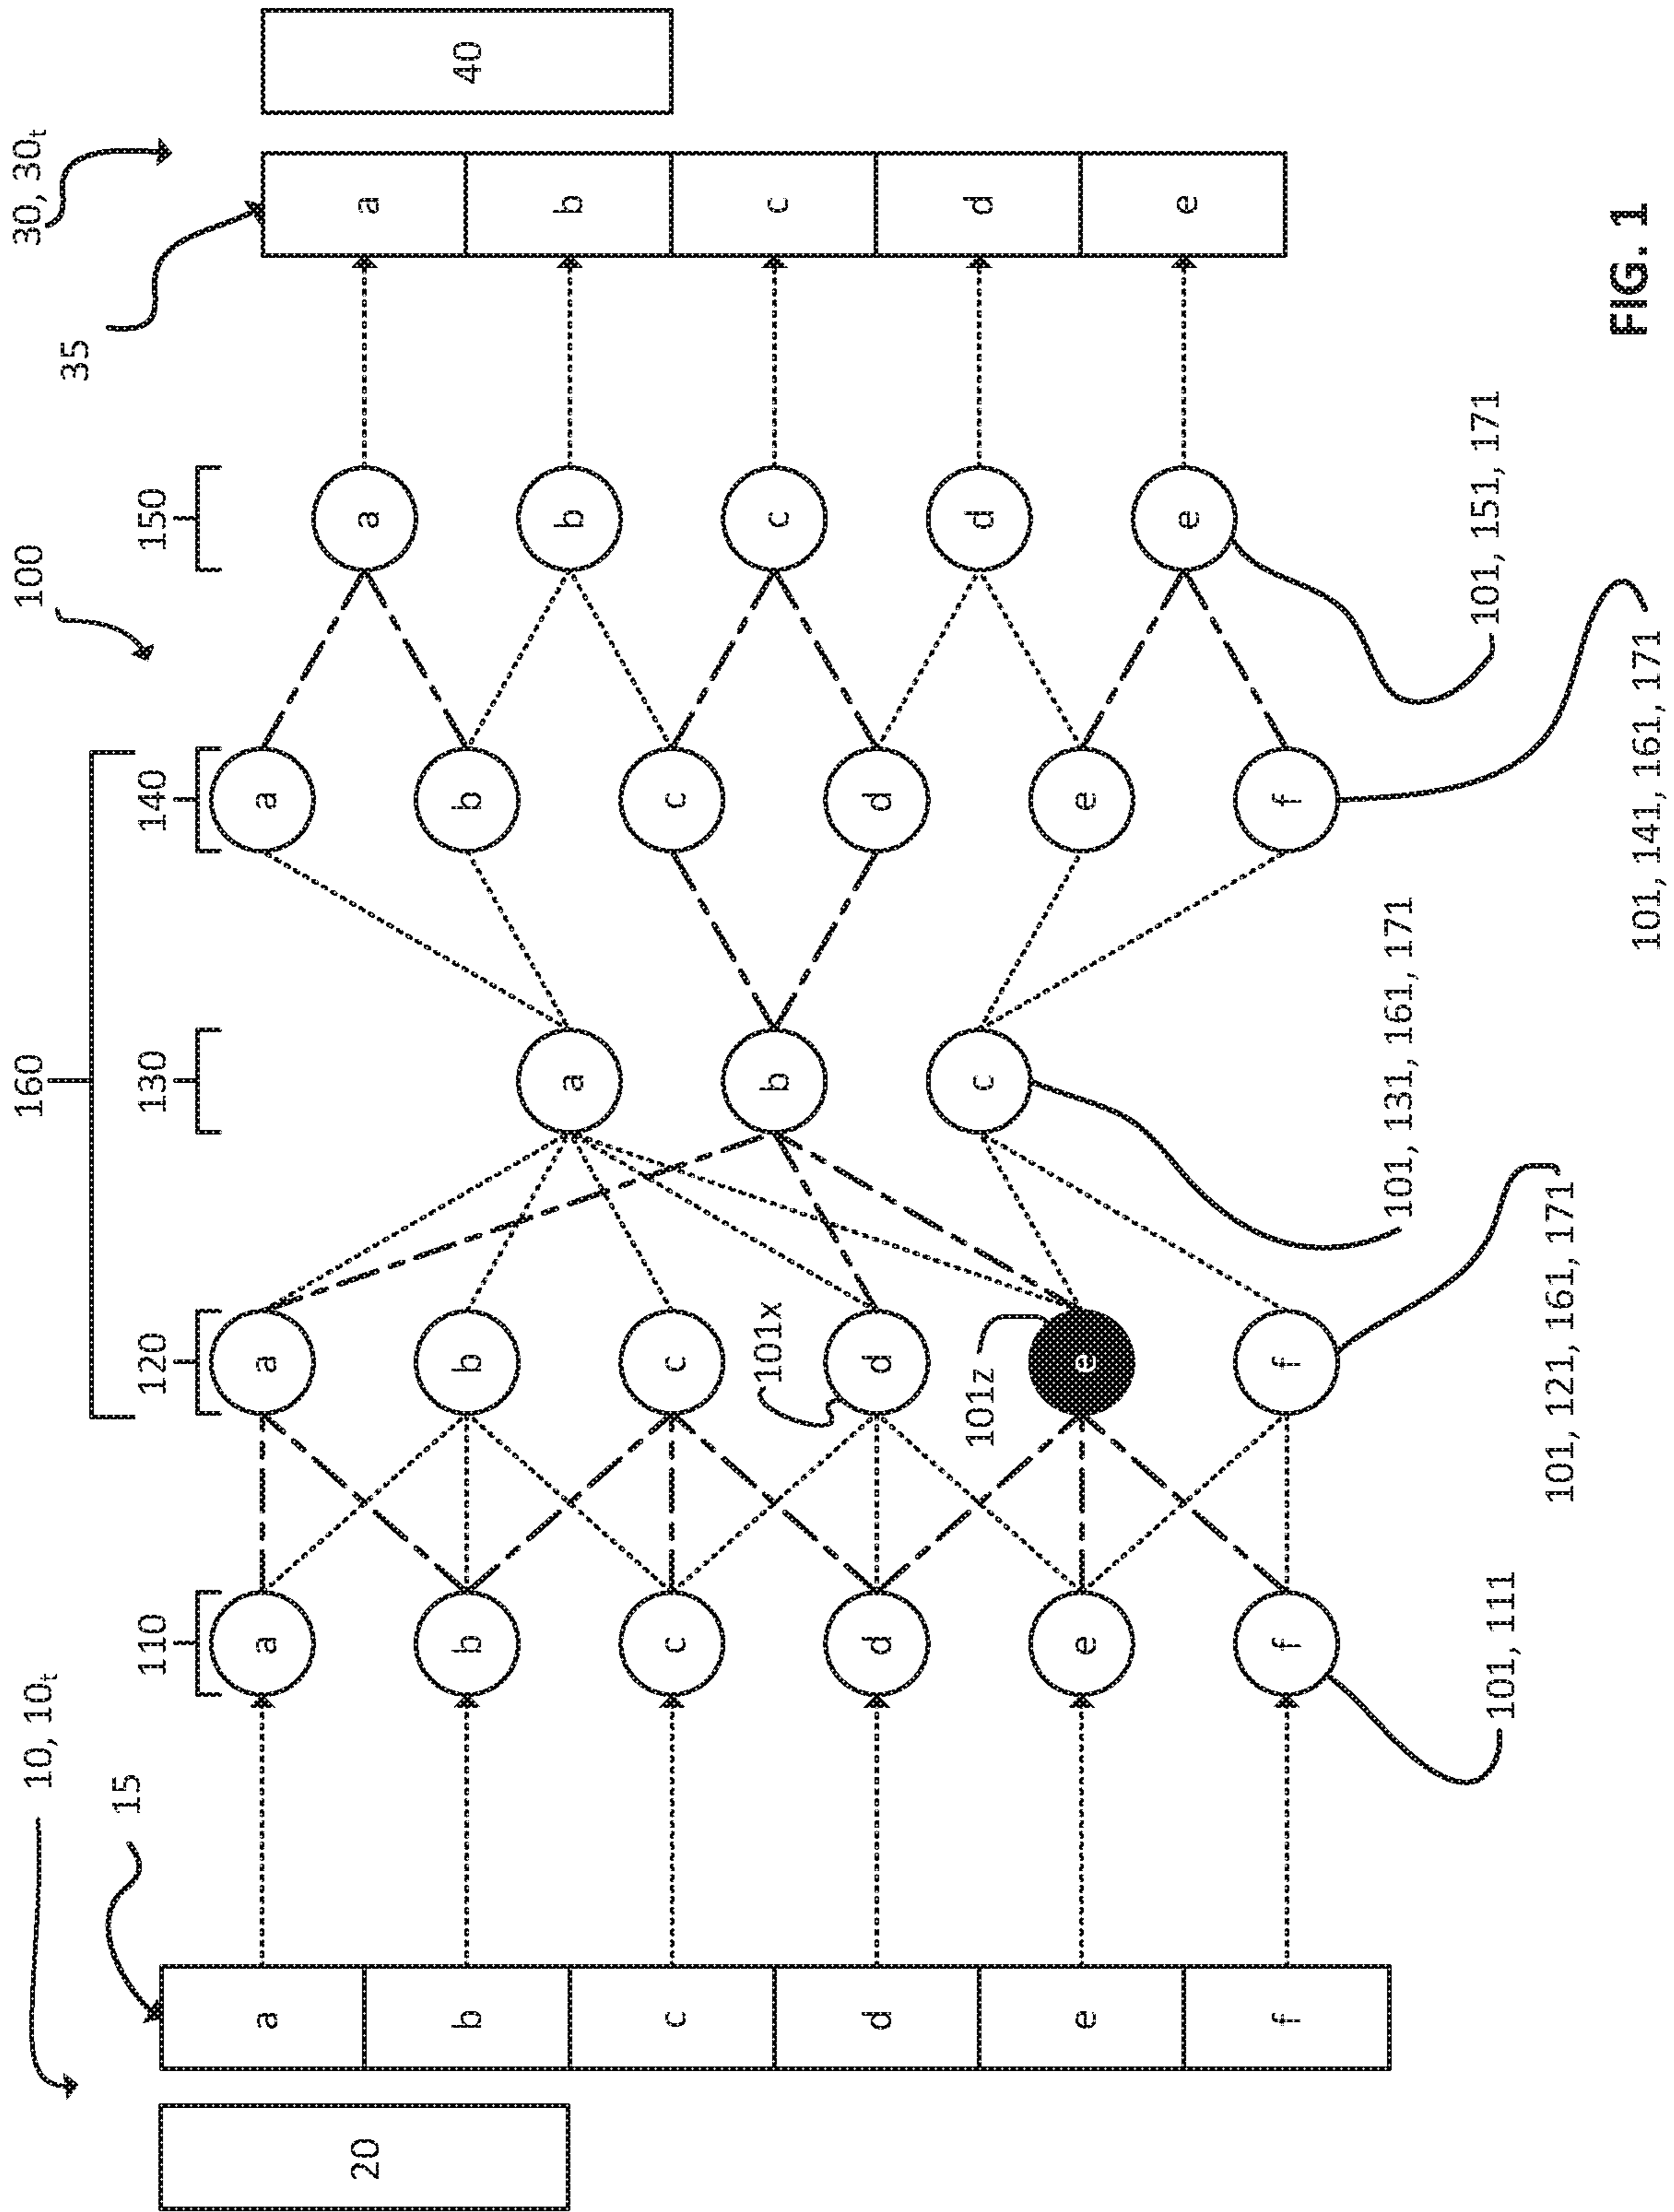 10, 10t
15
20
a
b
c
d
e
f
100
160
110
a
b
c
d
e
f
101, 111
120
a
b
c
d
e
f
101x
101z
101, 121, 161, 171
130
a
b
c
101, 131, 161, 171
140
a
b
c
d
e
f
101, 141, 161, 171
150
a
b
c
d
e
101, 151, 171
30, 30t
35
a
b
c
d
e
40
FIG. 1